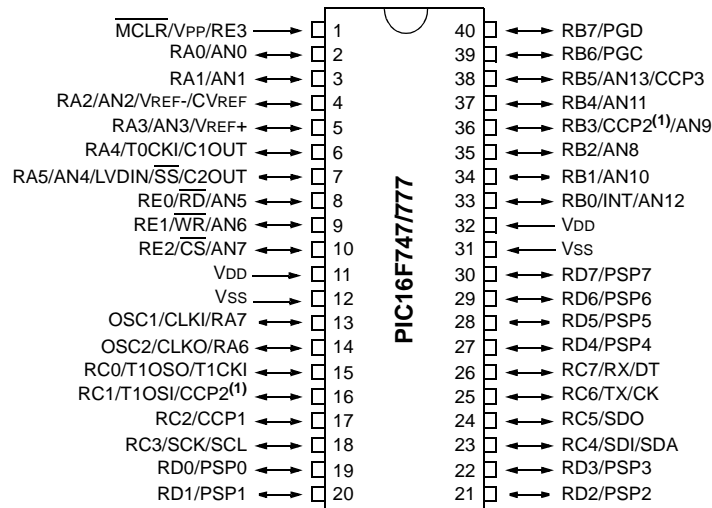 M̅C̅L̅R̅/VPP/RE3 1 40 RB7/PGD
RA0/AN0 2 39 RB6/PGC
RA1/AN1 3 38 RB5/AN13/CCP3
RA2/AN2/VREF-/CVREF 4 37 RB4/AN11
RA3/AN3/VREF+ 5 36 RB3/CCP2(1)/AN9
RA4/T0CKI/C1OUT 6 35 RB2/AN8
RA5/AN4/LVDIN/S̅S̅/C2OUT 7 34 RB1/AN10
RE0/R̅D̅/AN5 8 33 RB0/INT/AN12
RE1/W̅R̅/AN6 9 32 VDD
RE2/C̅S̅/AN7 10 31 VSS
VDD 11 30 RD7/PSP7
VSS 12 29 RD6/PSP6
OSC1/CLKI/RA7 13 28 RD5/PSP5
OSC2/CLKO/RA6 14 27 RD4/PSP4
RC0/T1OSO/T1CKI 15 26 RC7/RX/DT
RC1/T1OSI/CCP2(1) 16 25 RC6/TX/CK
RC2/CCP1 17 24 RC5/SDO
RC3/SCK/SCL 18 23 RC4/SDI/SDA
RD0/PSP0 19 22 RD3/PSP3
RD1/PSP1 20 21 RD2/PSP2
PIC16F747/777